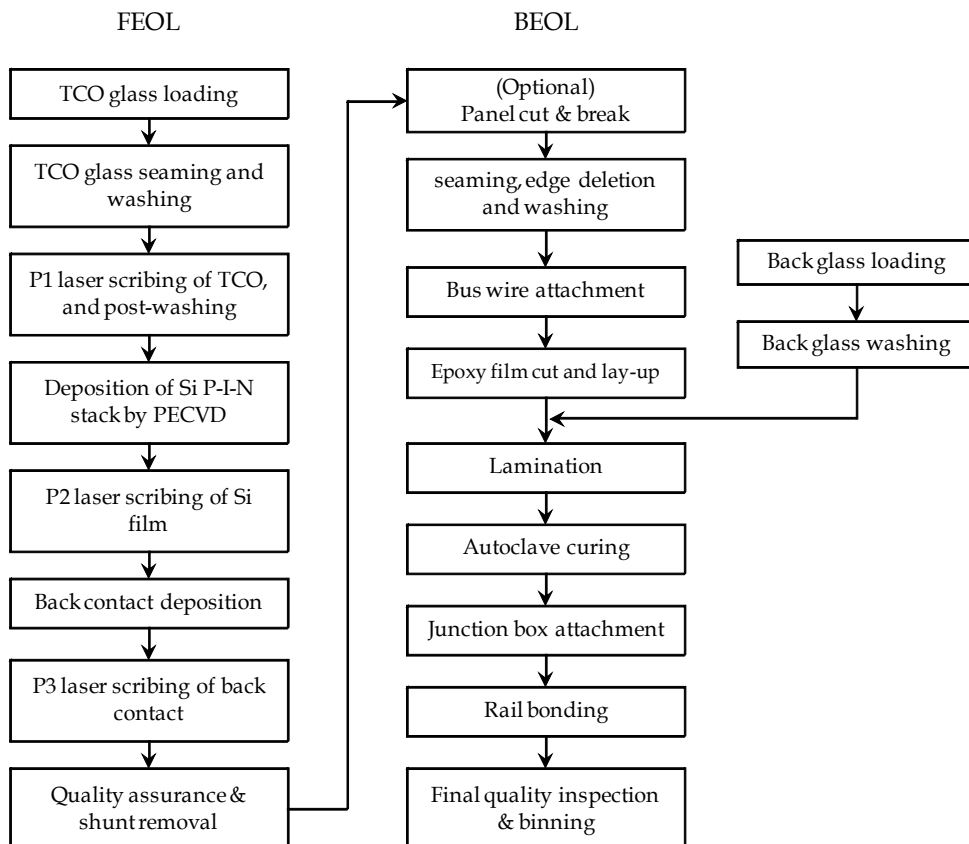 FEOL
TCO glass loading
TCO glass seaming and
washing
P1 laser scribing of TCO,
and post-washing
Deposition of Si P-I-N
stack by PECVD
P2 laser scribing of Si
film
Back contact deposition
P3 laser scribing of back
contact
Quality assurance &
shunt removal
BEOL
(Optional)
Panel cut & break
seaming, edge deletion
and washing
Bus wire attachment
Epoxy film cut and lay-up
Lamination
Autoclave curing
Junction box attachment
Rail bonding
Final quality inspection
& binning
Back glass loading
Back glass washing